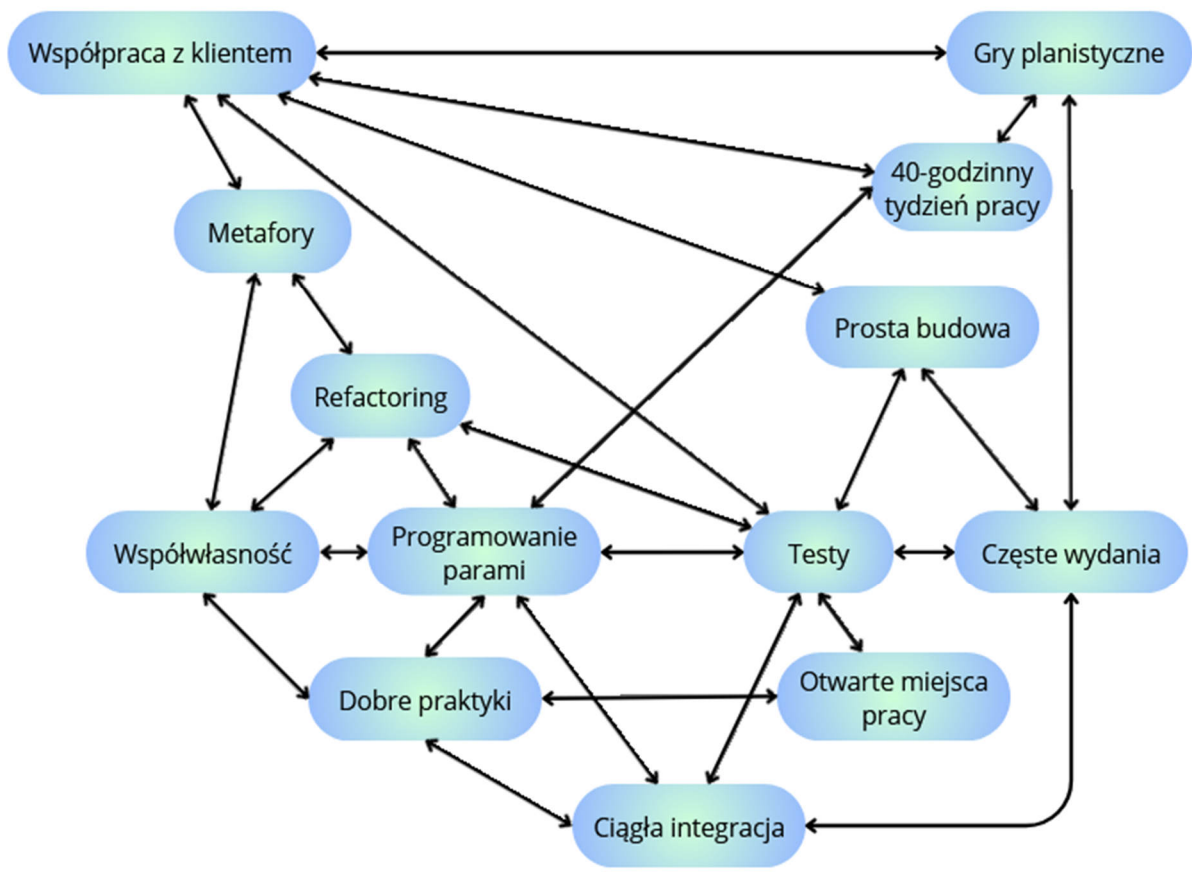 Współpraca z klientem
Gry planistyczne
40-godzinny
tydzień pracy
Metafory
Prosta budowa
Refactoring
Współwłasność
Programowanie
parami
Testy
Częste wydania
Dobre praktyki
Otwarte miejsca
pracy
Ciągła integracja